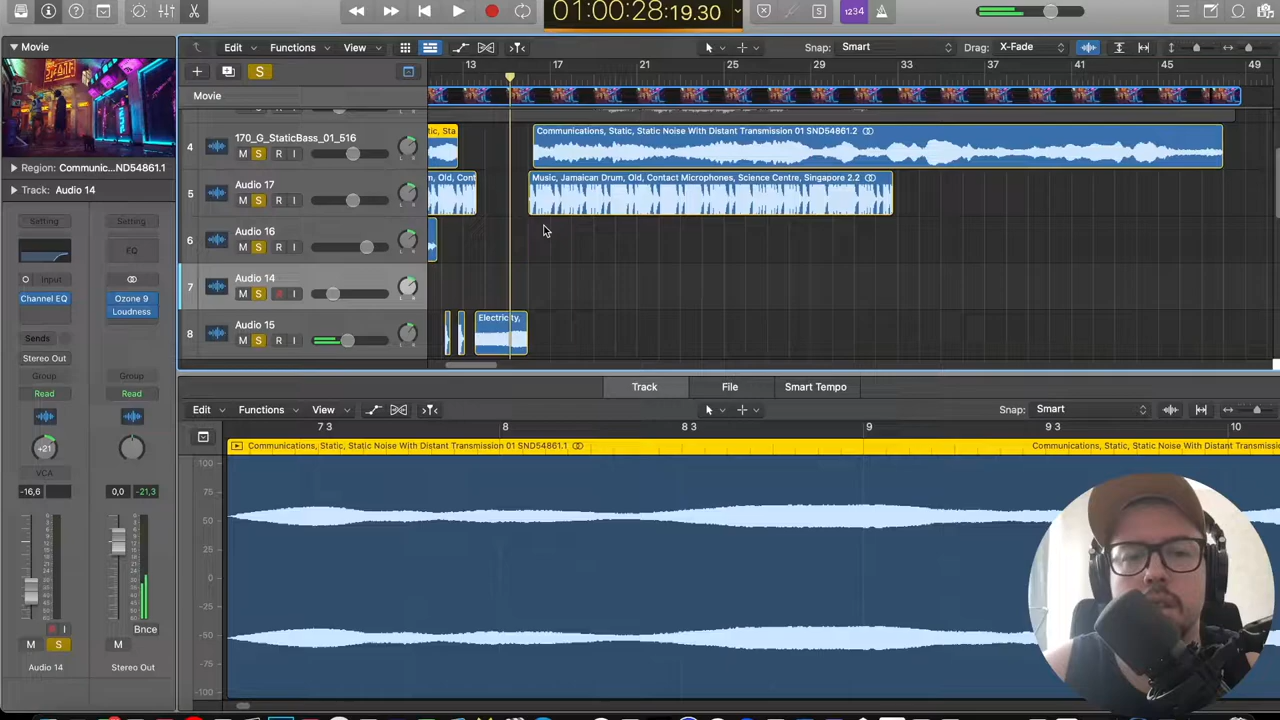 01:00:28:19.30
1234
Movie
Edit Functions View Snap: Smart Drag: X-Fade
S
13 17 21 25 29 33 37 41 45 49
Movie
Region: Communic...ND54861.1
Track: Audio 14
4 170_G_StaticBass_01_516
M S R I
tic, Sta
Communications, Static, Static Noise With Distant Transmission 01 SND54861.2
5 Audio 17
M S R I
m, Old, Cont
Music, Jamaican Drum, Old, Contact Microphones, Science Centre, Singapore 2.2
6 Audio 16
M S R I
7 Audio 14
M S R I
8 Audio 15
M S R I
Electricity,
Setting Setting
EQ
Input
Channel EQ Ozone 9
Loudness
Sends
Stereo Out
Group Group
Read Read
+21
VCA
-16,6 0,0 -21,3
R I Bnce
M S M
Audio 14 Stereo Out
Track File Smart Tempo
Edit Functions View Snap: Smart
7 3 8 8 3 9 9 3 10
Communications, Static, Static Noise With Distant Transmission 01 SND54861.1 Communications, Static, Static Noise With Distant Transmission 01
100
75
50
25
0
-25
-50
-75
-100